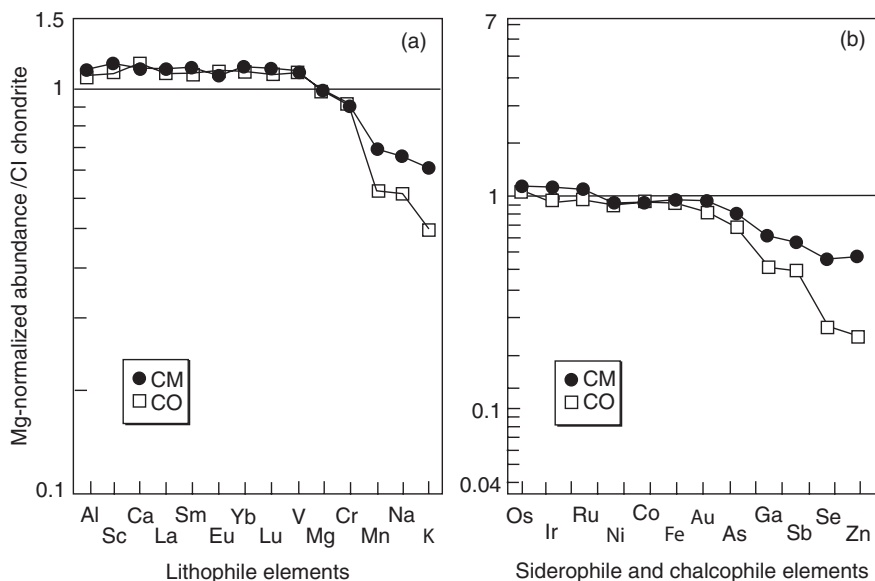 Mg-normalized abundance /CI chondrite
1.5
1
0.1
(a)
CM
CO
Al Ca Sm Yb V Cr Na
Sc La Eu Lu Mg Mn K
Lithophile elements
7
1
0.1
0.04
(b)
CM
CO
Os Ru Co Au Ga Se
Ir Ni Fe As Sb Zn
Siderophile and chalcophile elements